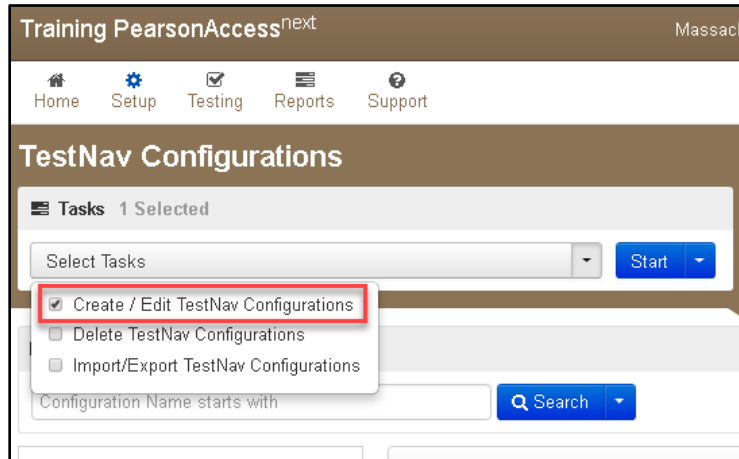 Training PearsonAccessnext
Massacl
Home Setup Testing Reports Support
TestNav Configurations
Tasks 1 Selected
Select Tasks
Start
Create / Edit TestNav Configurations
Delete TestNav Configurations
Import/Export TestNav Configurations
Configuration Name starts with
Search